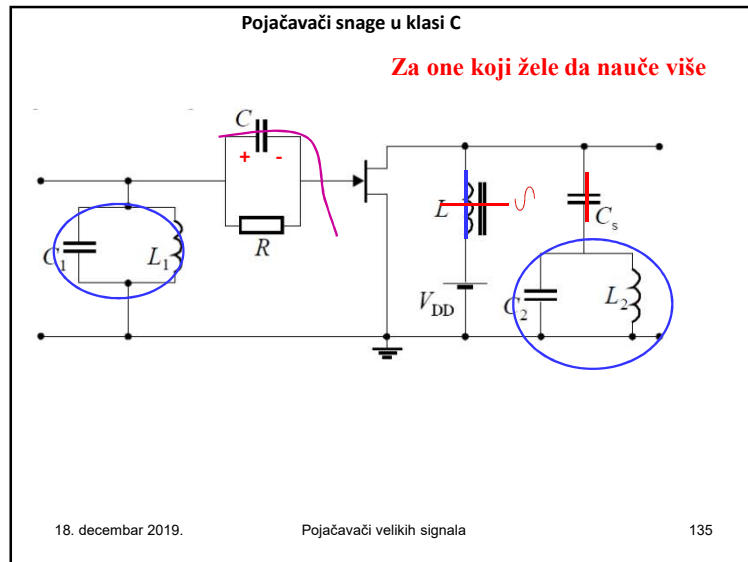 Pojačavači snage u klasi C
Za one koji žele da nauče više
C
+ -
R
C1
L1
L
VDD
Cs
C2
L2
18. decembar 2019.
Pojačavači velikih signala
135